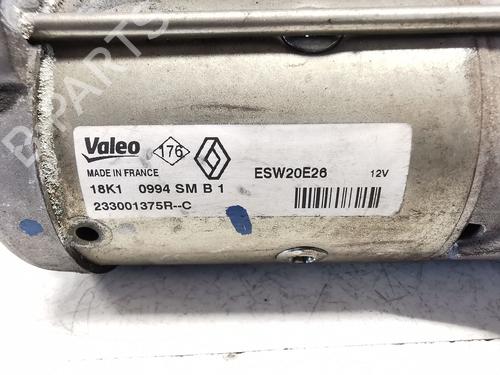 B-PARTS
Valeo 176
MADE IN FRANCE
ESW20E26 12V
18K1 0994 SM B 1
233001375R--C